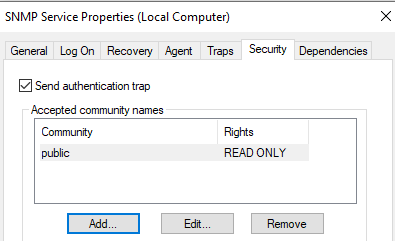 SNMP Service Properties (Local Computer)
General Log On Recovery Agent Traps Security Dependencies
Send authentication trap
Accepted community names
Community Rights
public READ ONLY
Add... Edit... Remove